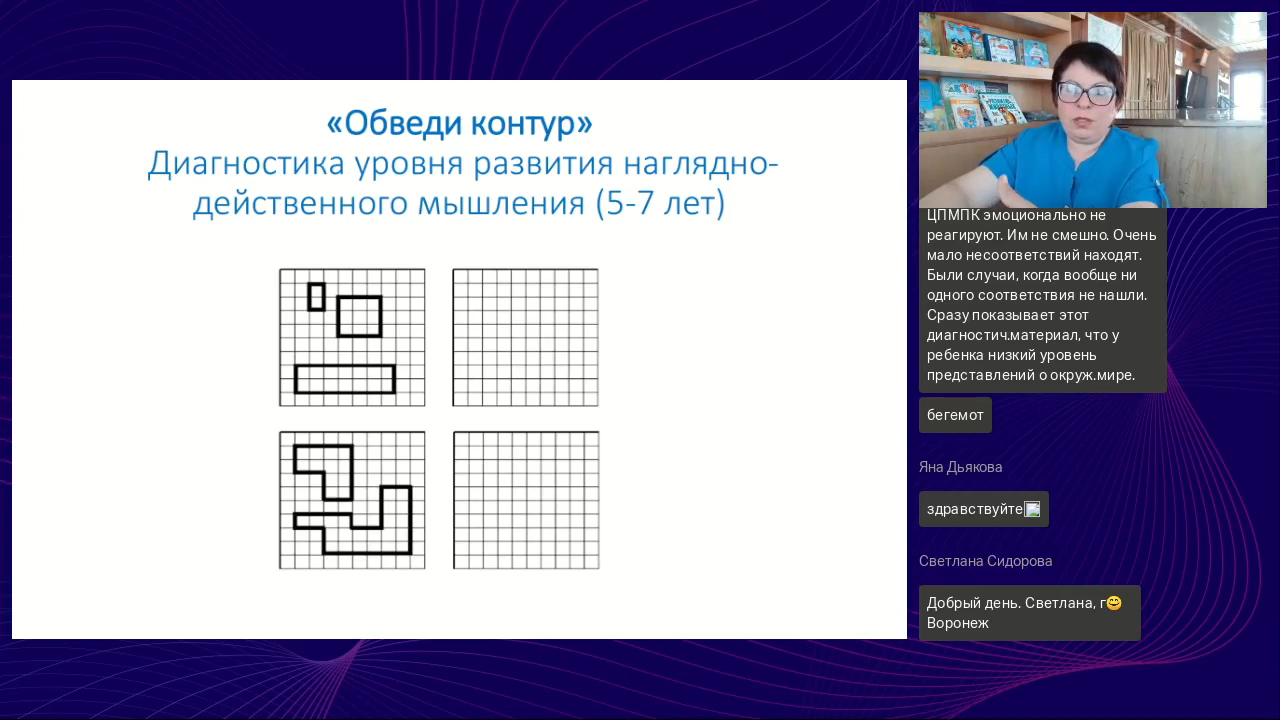 «Обведи контур»
Диагностика уровня развития наглядно-
действенного мышления (5-7 лет)
ЦПМПК эмоционально не
реагируют. Им не смешно. Очень
мало несоответствий находят.
Были случаи, когда вообще ни
одного соответствия не нашли.
Сразу показывает этот
диагностич.материал, что у
ребенка низкий уровень
представлений о окруж.мире.
бегемот
Яна Дьякова
здравствуйте
Светлана Сидорова
Добрый день. Светлана, г😊
Воронеж